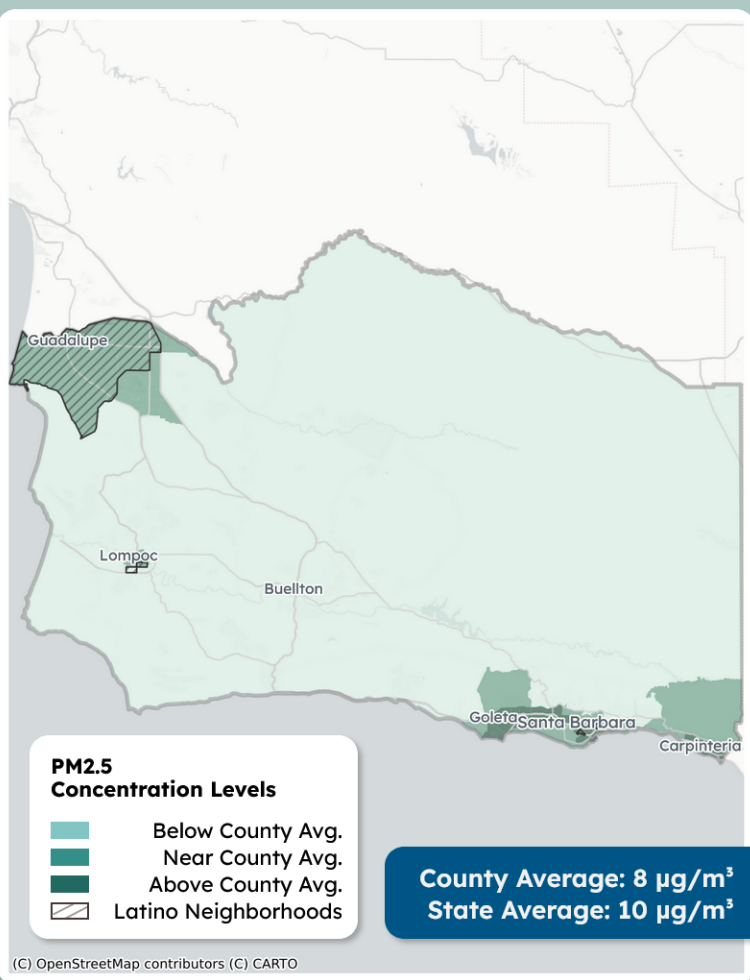 Guadalupe
Lompoc
Buellton
Goleta
Santa Barbara
Carpinteria
PM2.5
Concentration Levels
Below County Avg.
Near County Avg.
Above County Avg.
Latino Neighborhoods
County Average: 8 µg/m³
State Average: 10 µg/m³
(C) OpenStreetMap contributors (C) CARTO